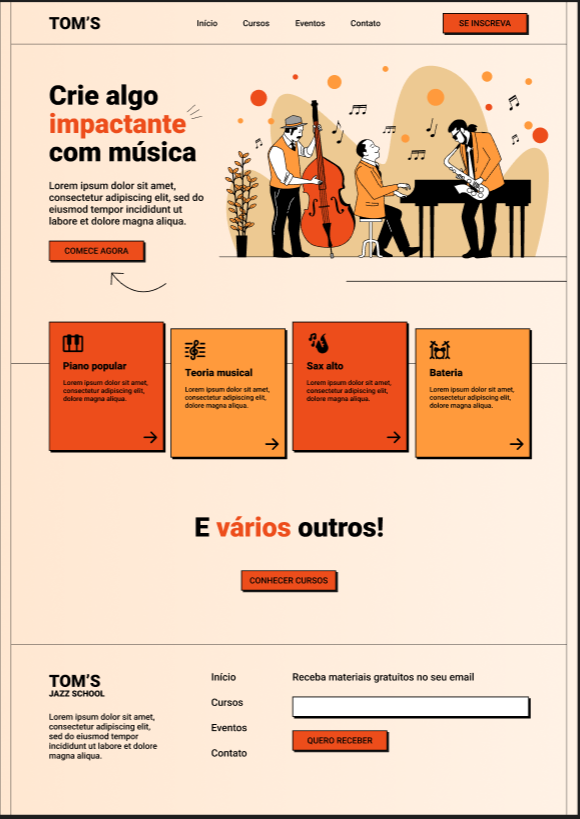 TOM'S
Início
Cursos
Eventos
Contato
SE INSCREVA
Crie algo
impactante
com música
Lorem ipsum dolor sit amet,
consectetur adipiscing elit, sed do
eiusmod tempor incididunt ut
labore et dolore magna aliqua.
COMECE AGORA
Piano popular
Lorem ipsum dolor sit amet,
consectetur adipiscing elit,
dolore magna aliqua.
Teoria musical
Lorem ipsum dolor sit amet,
consectetur adipiscing elit,
dolore magna aliqua.
Sax alto
Lorem ipsum dolor sit amet,
consectetur adipiscing elit,
dolore magna aliqua.
Bateria
Lorem ipsum dolor sit amet,
consectetur adipiscing elit,
dolore magna aliqua.
E vários outros!
CONHECER CURSOS
TOM'S
JAZZ SCHOOL
Lorem ipsum dolor sit amet,
consectetur adipiscing elit,
sed do eiusmod tempor
incididunt ut labore et dolore
magna aliqua.
Início
Cursos
Eventos
Contato
Receba materiais gratuitos no seu email
QUERO RECEBER